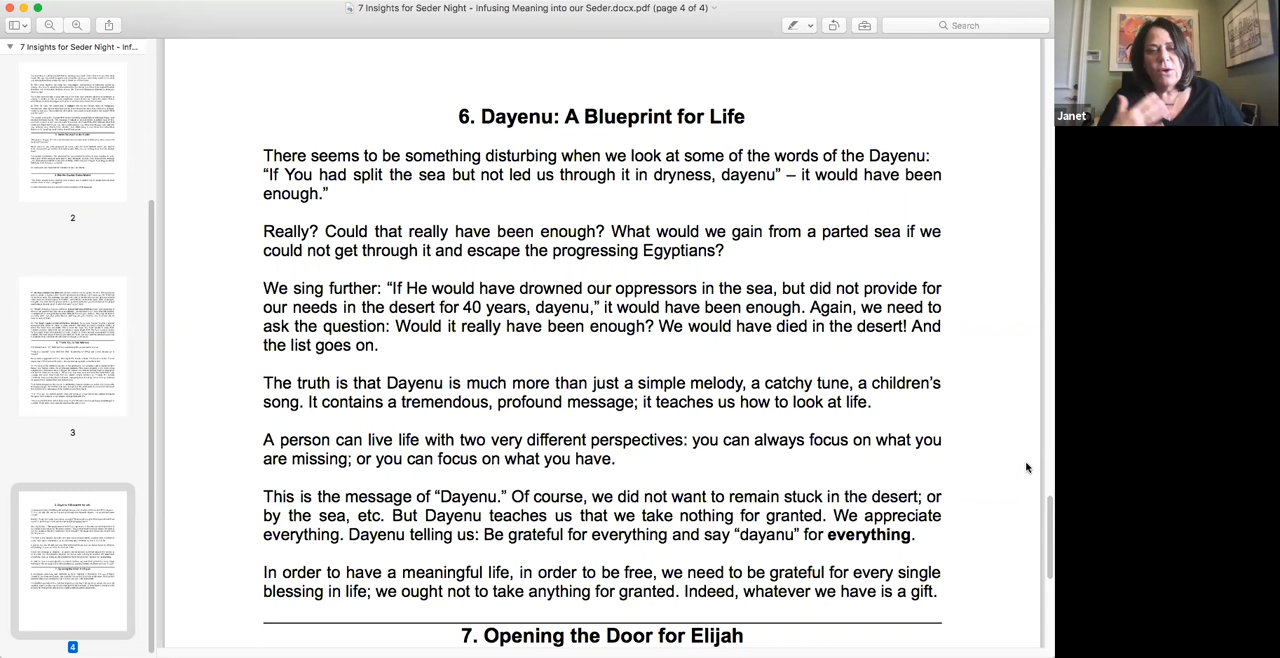 7 Insights for Seder Night - Infusing Meaning into our Seder.docx.pdf (page 4 of 4)
Search
7 Insights for Seder Night - Inf...
2
3
4
Janet
6. Dayenu: A Blueprint for Life
There seems to be something disturbing when we look at some of the words of the Dayenu:
“If You had split the sea but not led us through it in dryness, dayenu” – it would have been
enough.”
Really? Could that really have been enough? What would we gain from a parted sea if we
could not get through it and escape the progressing Egyptians?
We sing further: “If He would have drowned our oppressors in the sea, but did not provide for
our needs in the desert for 40 years, dayenu,” it would have been enough. Again, we need to
ask the question: Would it really have been enough? We would have died in the desert! And
the list goes on.
The truth is that Dayenu is much more than just a simple melody, a catchy tune, a children’s
song. It contains a tremendous, profound message; it teaches us how to look at life.
A person can live life with two very different perspectives: you can always focus on what you
are missing; or you can focus on what you have.
This is the message of “Dayenu.” Of course, we did not want to remain stuck in the desert; or
by the sea, etc. But Dayenu teaches us that we take nothing for granted. We appreciate
everything. Dayenu telling us: Be grateful for everything and say “dayanu” for everything.
In order to have a meaningful life, in order to be free, we need to be grateful for every single
blessing in life; we ought not to take anything for granted. Indeed, whatever we have is a gift.
7. Opening the Door for Elijah